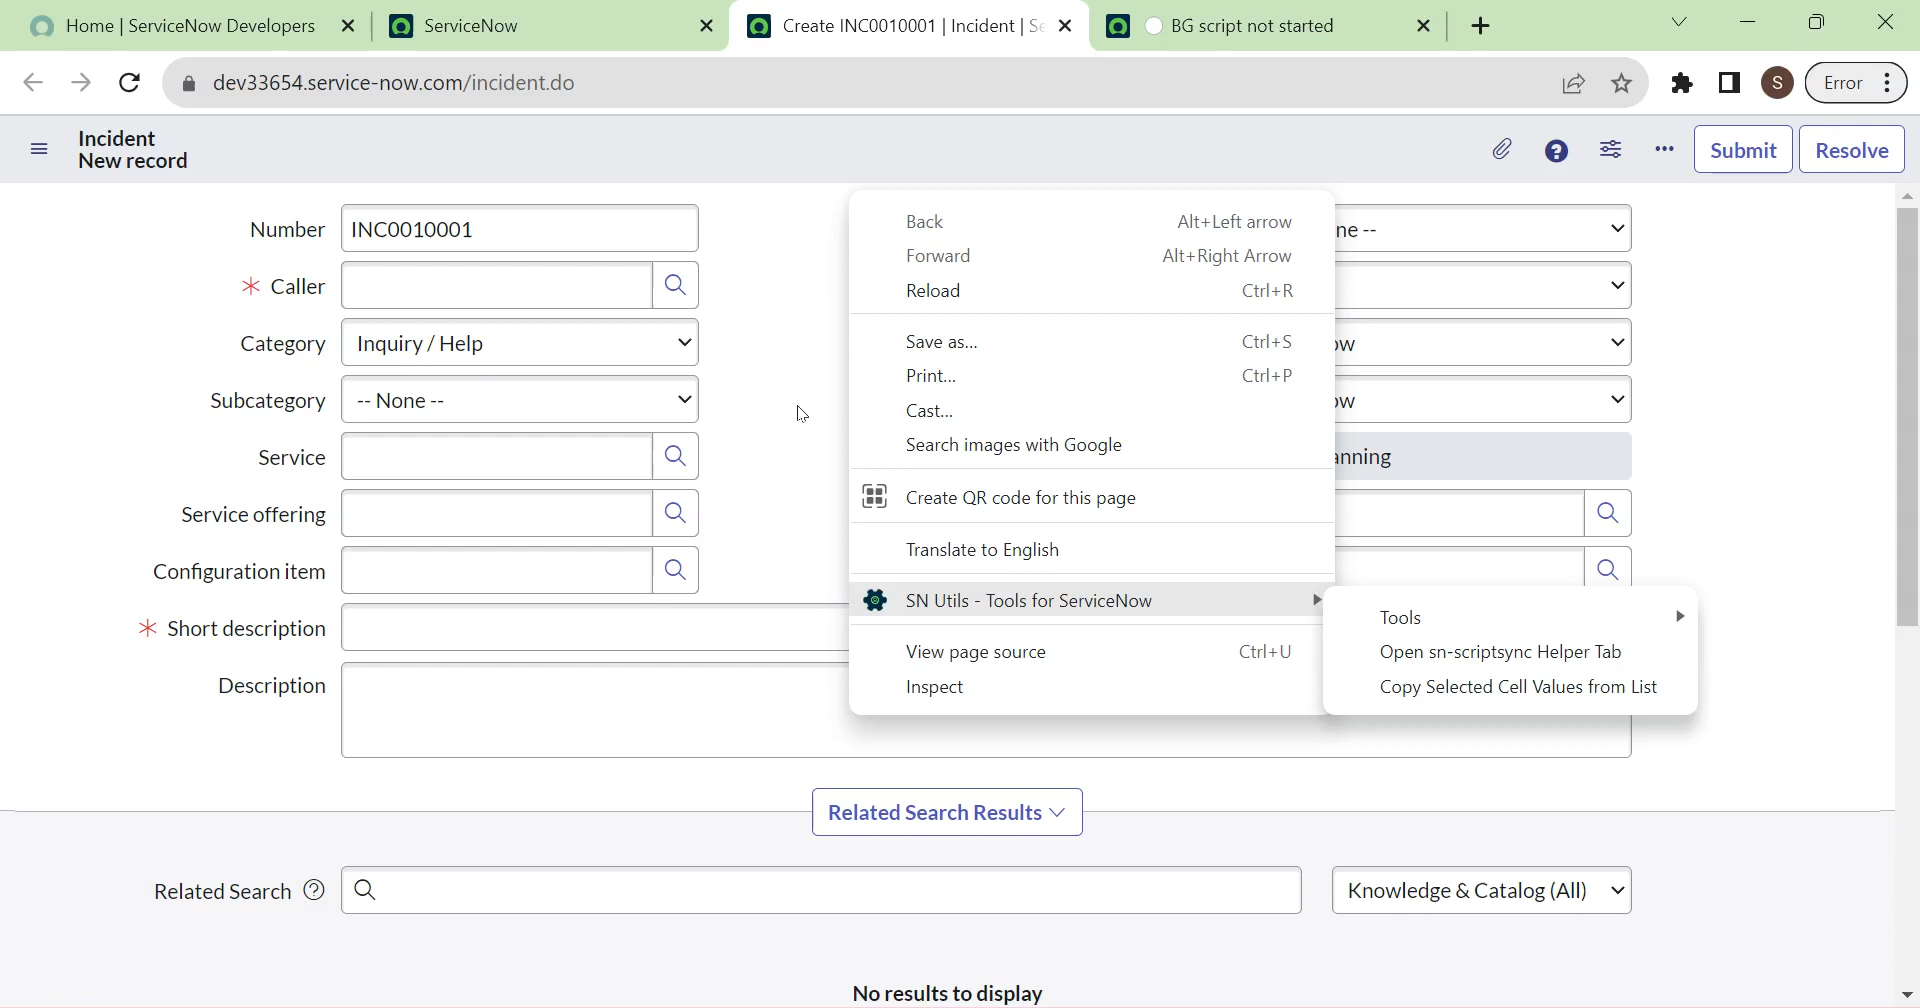 Home | ServiceNow Developers
ServiceNow
Create INC0010001 | Incident | Se
BG script not started
dev33654.service-now.com/incident.do
S
Error
Incident
New record
Submit
Resolve
Number
INC0010001
Back Alt+Left arrow
ne --
Caller
Forward Alt+Right Arrow
Reload Ctrl+R
Category
Inquiry / Help
Save as... Ctrl+S
ow
Print... Ctrl+P
Subcategory
-- None --
Cast...
ow
Search images with Google
Service
anning
Create QR code for this page
Service offering
Translate to English
Configuration item
SN Utils - Tools for ServiceNow
Tools
* Short description
View page source Ctrl+U
Open sn-scriptsync Helper Tab
Description
Inspect
Copy Selected Cell Values from List
Related Search Results
Related Search
Knowledge & Catalog (All)
No results to display